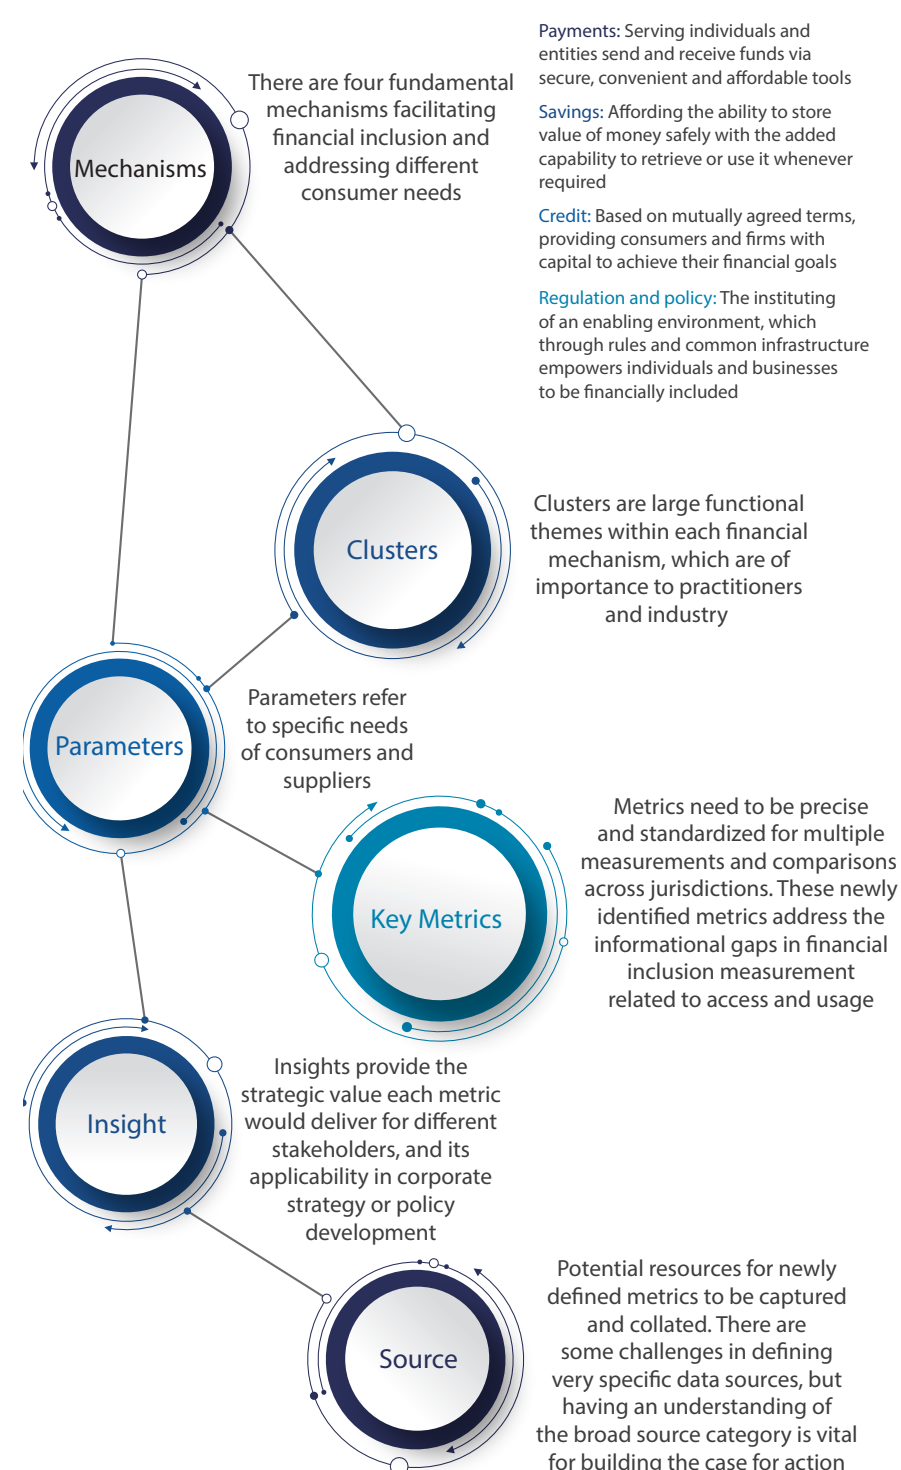 Mechanisms
There are four fundamental
mechanisms facilitating
financial inclusion and
addressing different
consumer needs
Payments: Serving individuals and
entities send and receive funds via
secure, convenient and affordable tools
Savings: Affording the ability to store
value of money safely with the added
capability to retrieve or use it whenever
required
Credit: Based on mutually agreed terms,
providing consumers and firms with
capital to achieve their financial goals
Regulation and policy: The instituting
of an enabling environment, which
through rules and common infrastructure
empowers individuals and businesses
to be financially included
Clusters
Clusters are large functional
themes within each financial
mechanism, which are of
importance to practitioners
and industry
Parameters
Parameters refer
to specific needs
of consumers and
suppliers
Key Metrics
Metrics need to be precise
and standardized for multiple
measurements and comparisons
across jurisdictions. These newly
identified metrics address the
informational gaps in financial
inclusion measurement
related to access and usage
Insight
Insights provide the
strategic value each metric
would deliver for different
stakeholders, and its
applicability in corporate
strategy or policy
development
Source
Potential resources for newly
defined metrics to be captured
and collated. There are
some challenges in defining
very specific data sources, but
having an understanding of
the broad source category is vital
for building the case for action